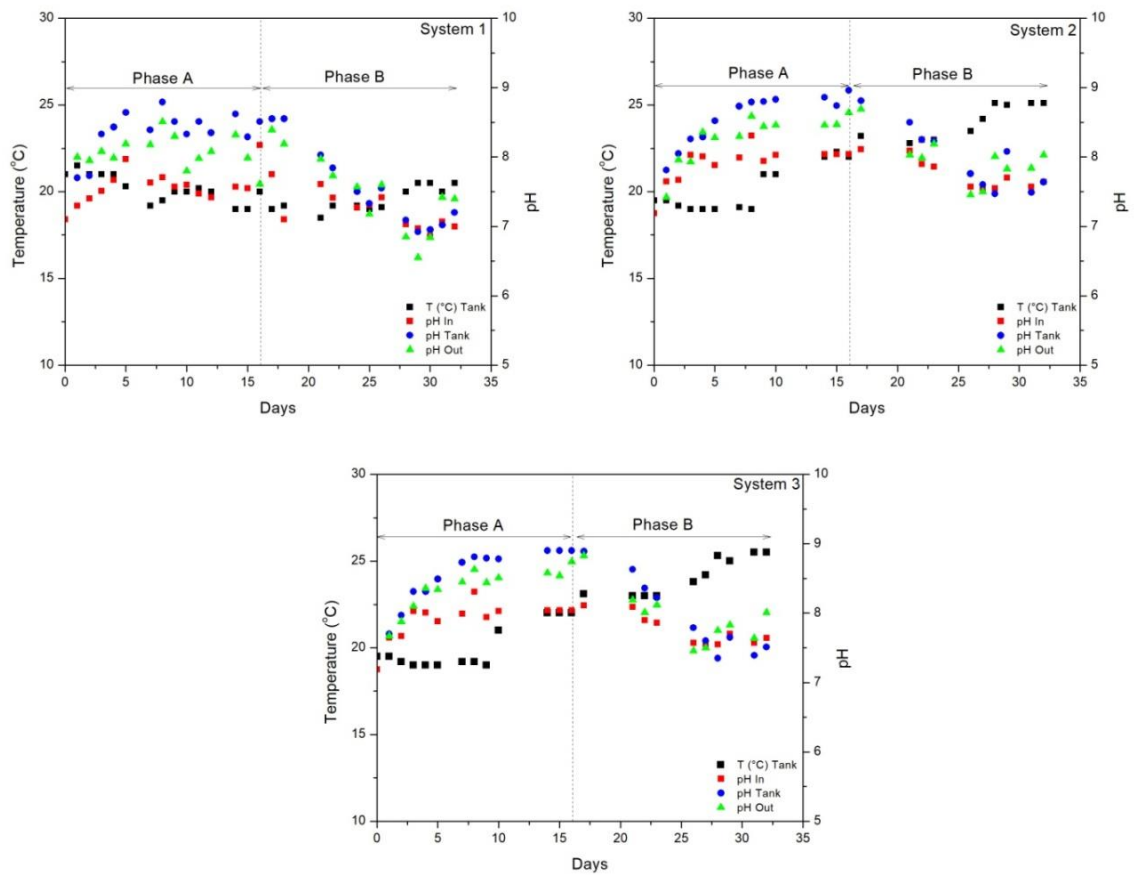 System 1
Phase A
Phase B
Temperature (°C)
pH
30
25
20
15
10
10
9
8
7
6
5
T (°C) Tank
pH In
pH Tank
pH Out
0 5 10 15 20 25 30 35
Days
System 2
Phase A
Phase B
Temperature (°C)
pH
30
25
20
15
10
10
9
8
7
6
5
T (°C) Tank
pH In
pH Tank
pH Out
0 5 10 15 20 25 30 35
Days
System 3
Phase A
Phase B
Temperature (°C)
pH
30
25
20
15
10
10
9
8
7
6
5
T (°C) Tank
pH In
pH Tank
pH Out
0 5 10 15 20 25 30 35
Days